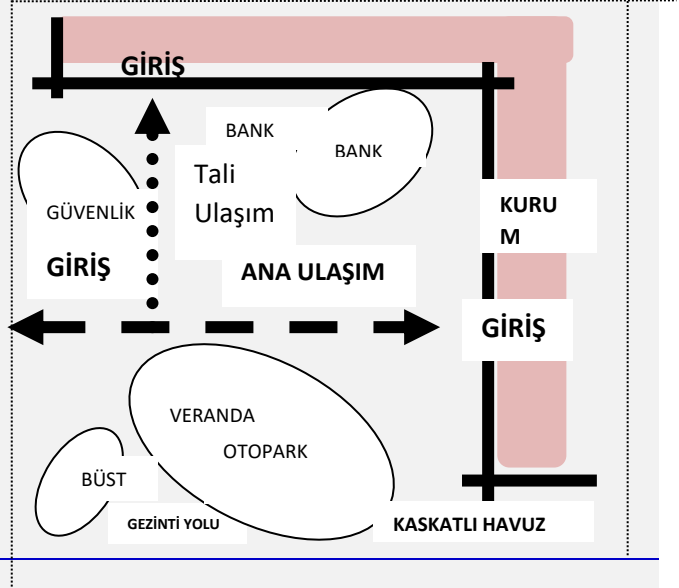 GİRİŞ
BANK
BANK
Tali
Ulaşım
GÜVENLİK
KURU
M
GİRİŞ
ANA ULAŞIM
GİRİŞ
VERANDA
OTOPARK
BÜST
GEZİNTİ YOLU
KASKATLI HAVUZ